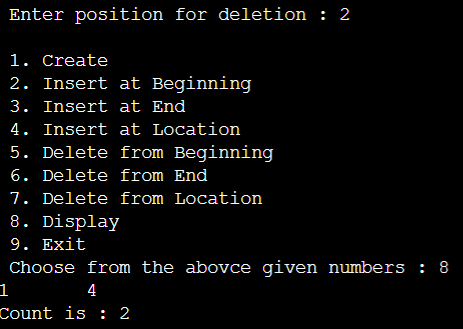 Enter position for deletion : 2
1. Create
2. Insert at Beginning
3. Insert at End
4. Insert at Location
5. Delete from Beginning
6. Delete from End
7. Delete from Location
8. Display
9. Exit
Choose from the abovce given numbers : 8
1 4
Count is : 2